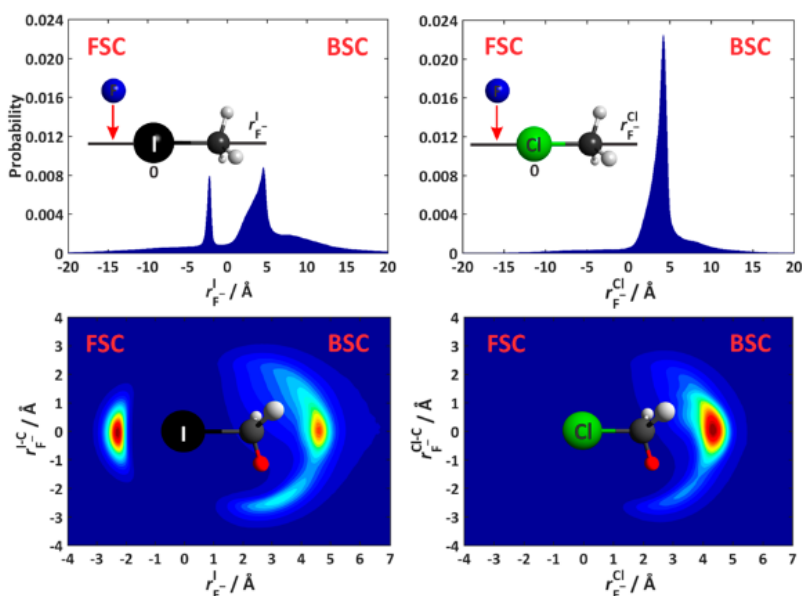 FSC BSC
Probability
0.024
0.020
0.016
0.012
0.008
0.004
0
I
0
r_F⁻^I
-20 -15 -10 -5 0 5 10 15 20
r_F⁻^I / Å
FSC BSC
0.024
0.020
0.016
0.012
0.008
0.004
0
Cl
0
r_F⁻^Cl
-20 -15 -10 -5 0 5 10 15 20
r_F⁻^Cl / Å
FSC BSC
r_F⁻^I-C / Å
4
3
2
1
0
-1
-2
-3
-4
I
-4 -3 -2 -1 0 1 2 3 4 5 6 7
r_F⁻^I / Å
FSC BSC
r_F⁻^Cl-C / Å
4
3
2
1
0
-1
-2
-3
-4
Cl
-4 -3 -2 -1 0 1 2 3 4 5 6 7
r_F⁻^Cl / Å